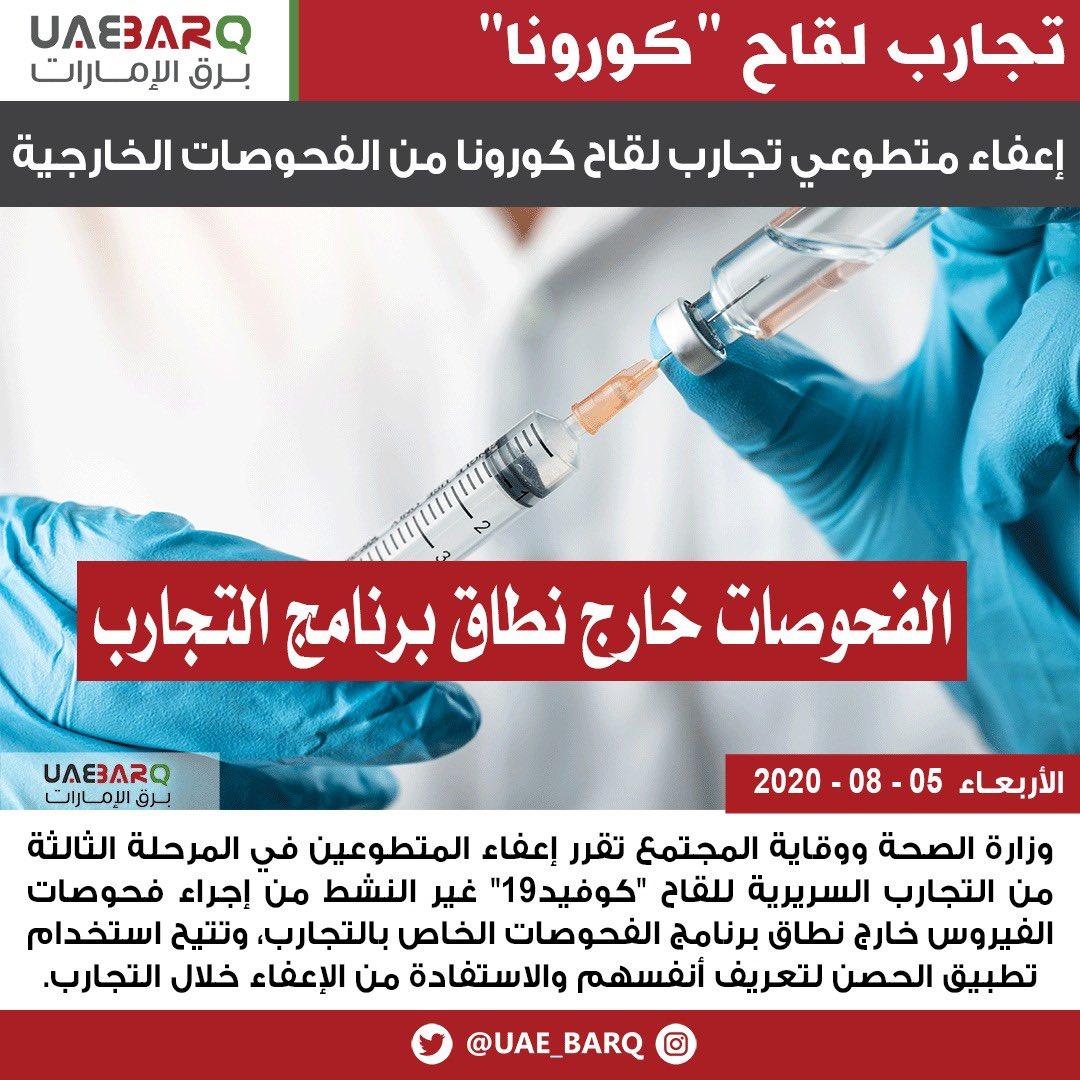 UAEBARQ
برق الإمارات
تجارب لقاح "كورونا"
إعفاء متطوعي تجارب لقاح كورونا من الفحوصات الخارجية
1
2
3
الفحوصات خارج نطاق برنامج التجارب
UAEBARQ
برق الإمارات
الأربعاء 05 - 08 - 2020
وزارة الصحة ووقاية المجتمع تقرر إعفاء المتطوعين في المرحلة الثالثة
من التجارب السريرية للقاح "كوفيد19" غير النشط من إجراء فحوصات
الفيروس خارج نطاق برنامج الفحوصات الخاص بالتجارب، وتتيح استخدام
تطبيق الحصن لتعريف أنفسهم والاستفادة من الإعفاء خلال التجارب.
@UAE_BARQ